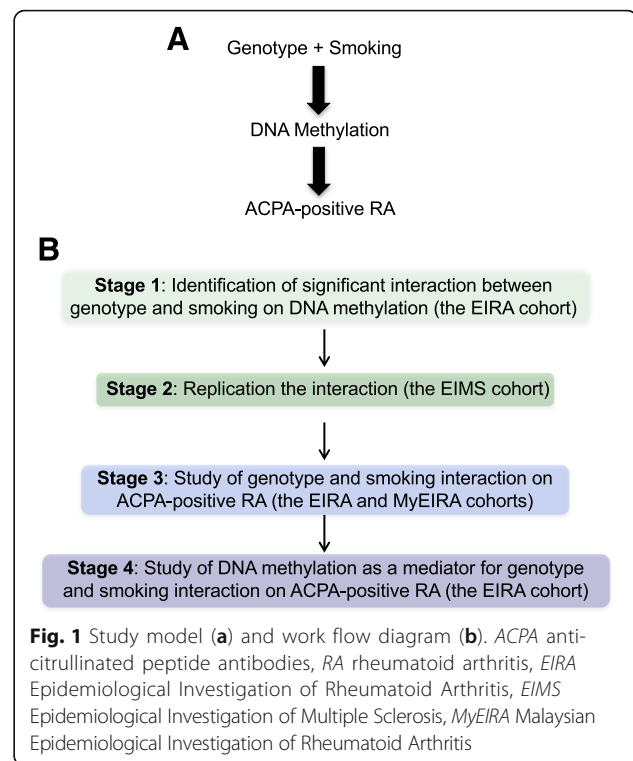 A
Genotype + Smoking
DNA Methylation
ACPA-positive RA
B
Stage 1: Identification of significant interaction between
genotype and smoking on DNA methylation (the EIRA cohort)
Stage 2: Replication the interaction (the EIMS cohort)
Stage 3: Study of genotype and smoking interaction on
ACPA-positive RA (the EIRA and MyEIRA cohorts)
Stage 4: Study of DNA methylation as a mediator for genotype
and smoking interaction on ACPA-positive RA (the EIRA cohort)
Fig. 1 Study model (a) and work flow diagram (b). ACPA anti-
citrullinated peptide antibodies, RA rheumatoid arthritis, EIRA
Epidemiological Investigation of Rheumatoid Arthritis, EIMS
Epidemiological Investigation of Multiple Sclerosis, MyEIRA Malaysian
Epidemiological Investigation of Rheumatoid Arthritis